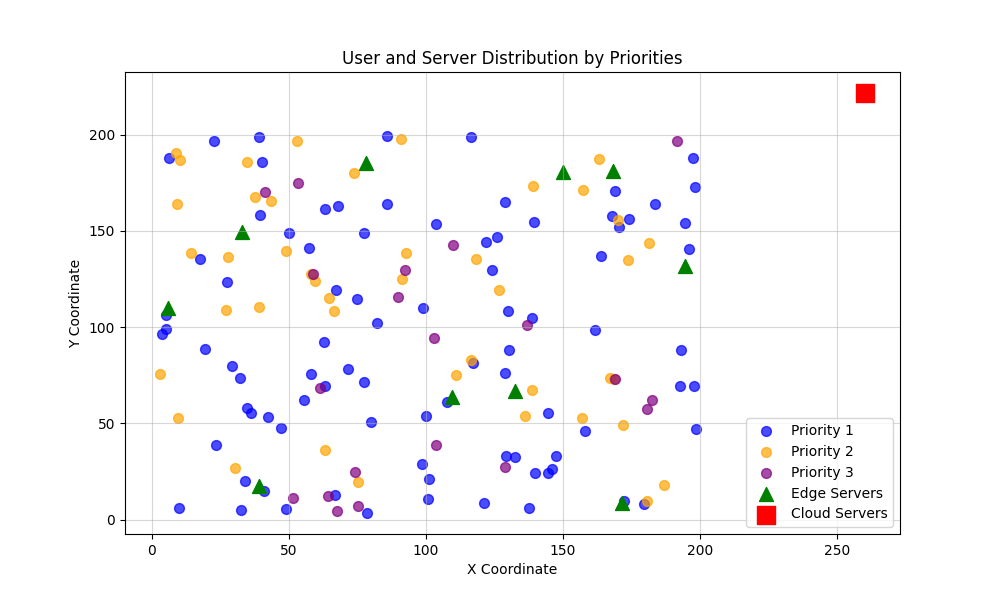 User and Server Distribution by Priorities
Y Coordinate
200
150
100
50
0
0 50 100 150 200 250
X Coordinate
Priority 1
Priority 2
Priority 3
Edge Servers
Cloud Servers